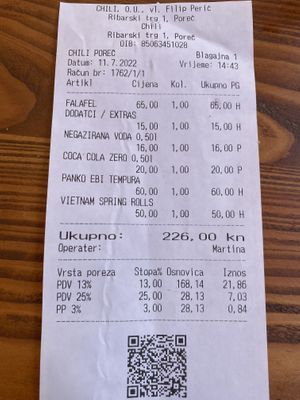 CHILI, O.U., vl. Filip Perić
Ribarski trg 1, Poreč
Chili
Ribarski trg 1, Poreč
OIB: 85063451028
CHILI POREC Blagajna 1
Datum: 11.7.2022 Vrijeme: 14:43
Račun br: 1762/1/1
Artikl Cijena Kol. Ukupno PG
FALAFEL
65,00 1,00 65,00 H
DODATCI / EXTRAS
15,00 1,00 15,00 H
NEGAZIRANA VODA 0,50l
16,00 1,00 16,00 P
COCA COLA ZERO 0,50l
20,00 1,00 20,00 P
PANKO EBI TEMPURA
60,00 1,00 60,00 H
VIETNAM SPRING ROLLS
50,00 1,00 50,00 H
Ukupno: 226,00 kn
Operater: Martina
Vrsta poreza Stopa% Osnovica Iznos
PDV 13% 13,00 168,14 21,86
PDV 25% 25,00 28,13 7,03
PP 3% 3,00 28,13 0,84